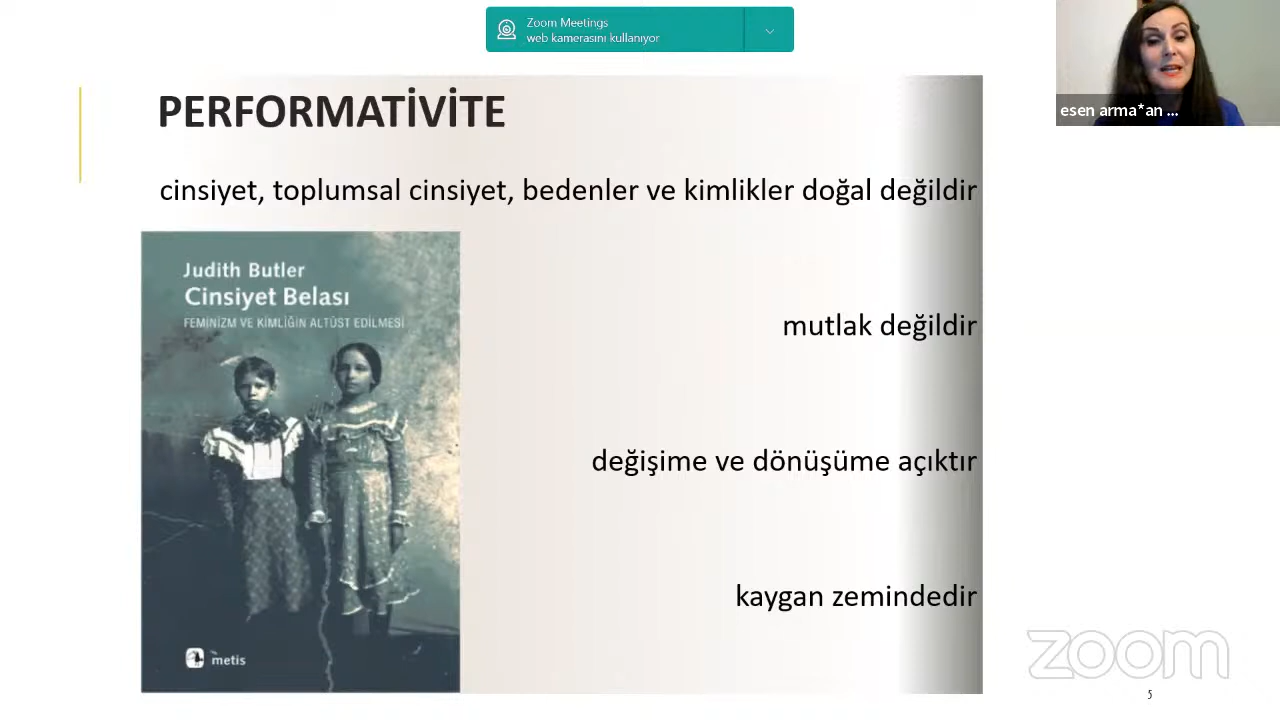 Zoom Meetings
web kamerasını kullanıyor
esen arma*an ...
PERFORMATİVİTE
cinsiyet, toplumsal cinsiyet, bedenler ve kimlikler doğal değildir
Judith Butler
Cinsiyet Belası
FEMİNİZM VE KİMLİĞİN ALTÜST EDİLMESİ
mutlak değildir
değişime ve dönüşüme açıktır
kaygan zemindedir
metis
zoom
5